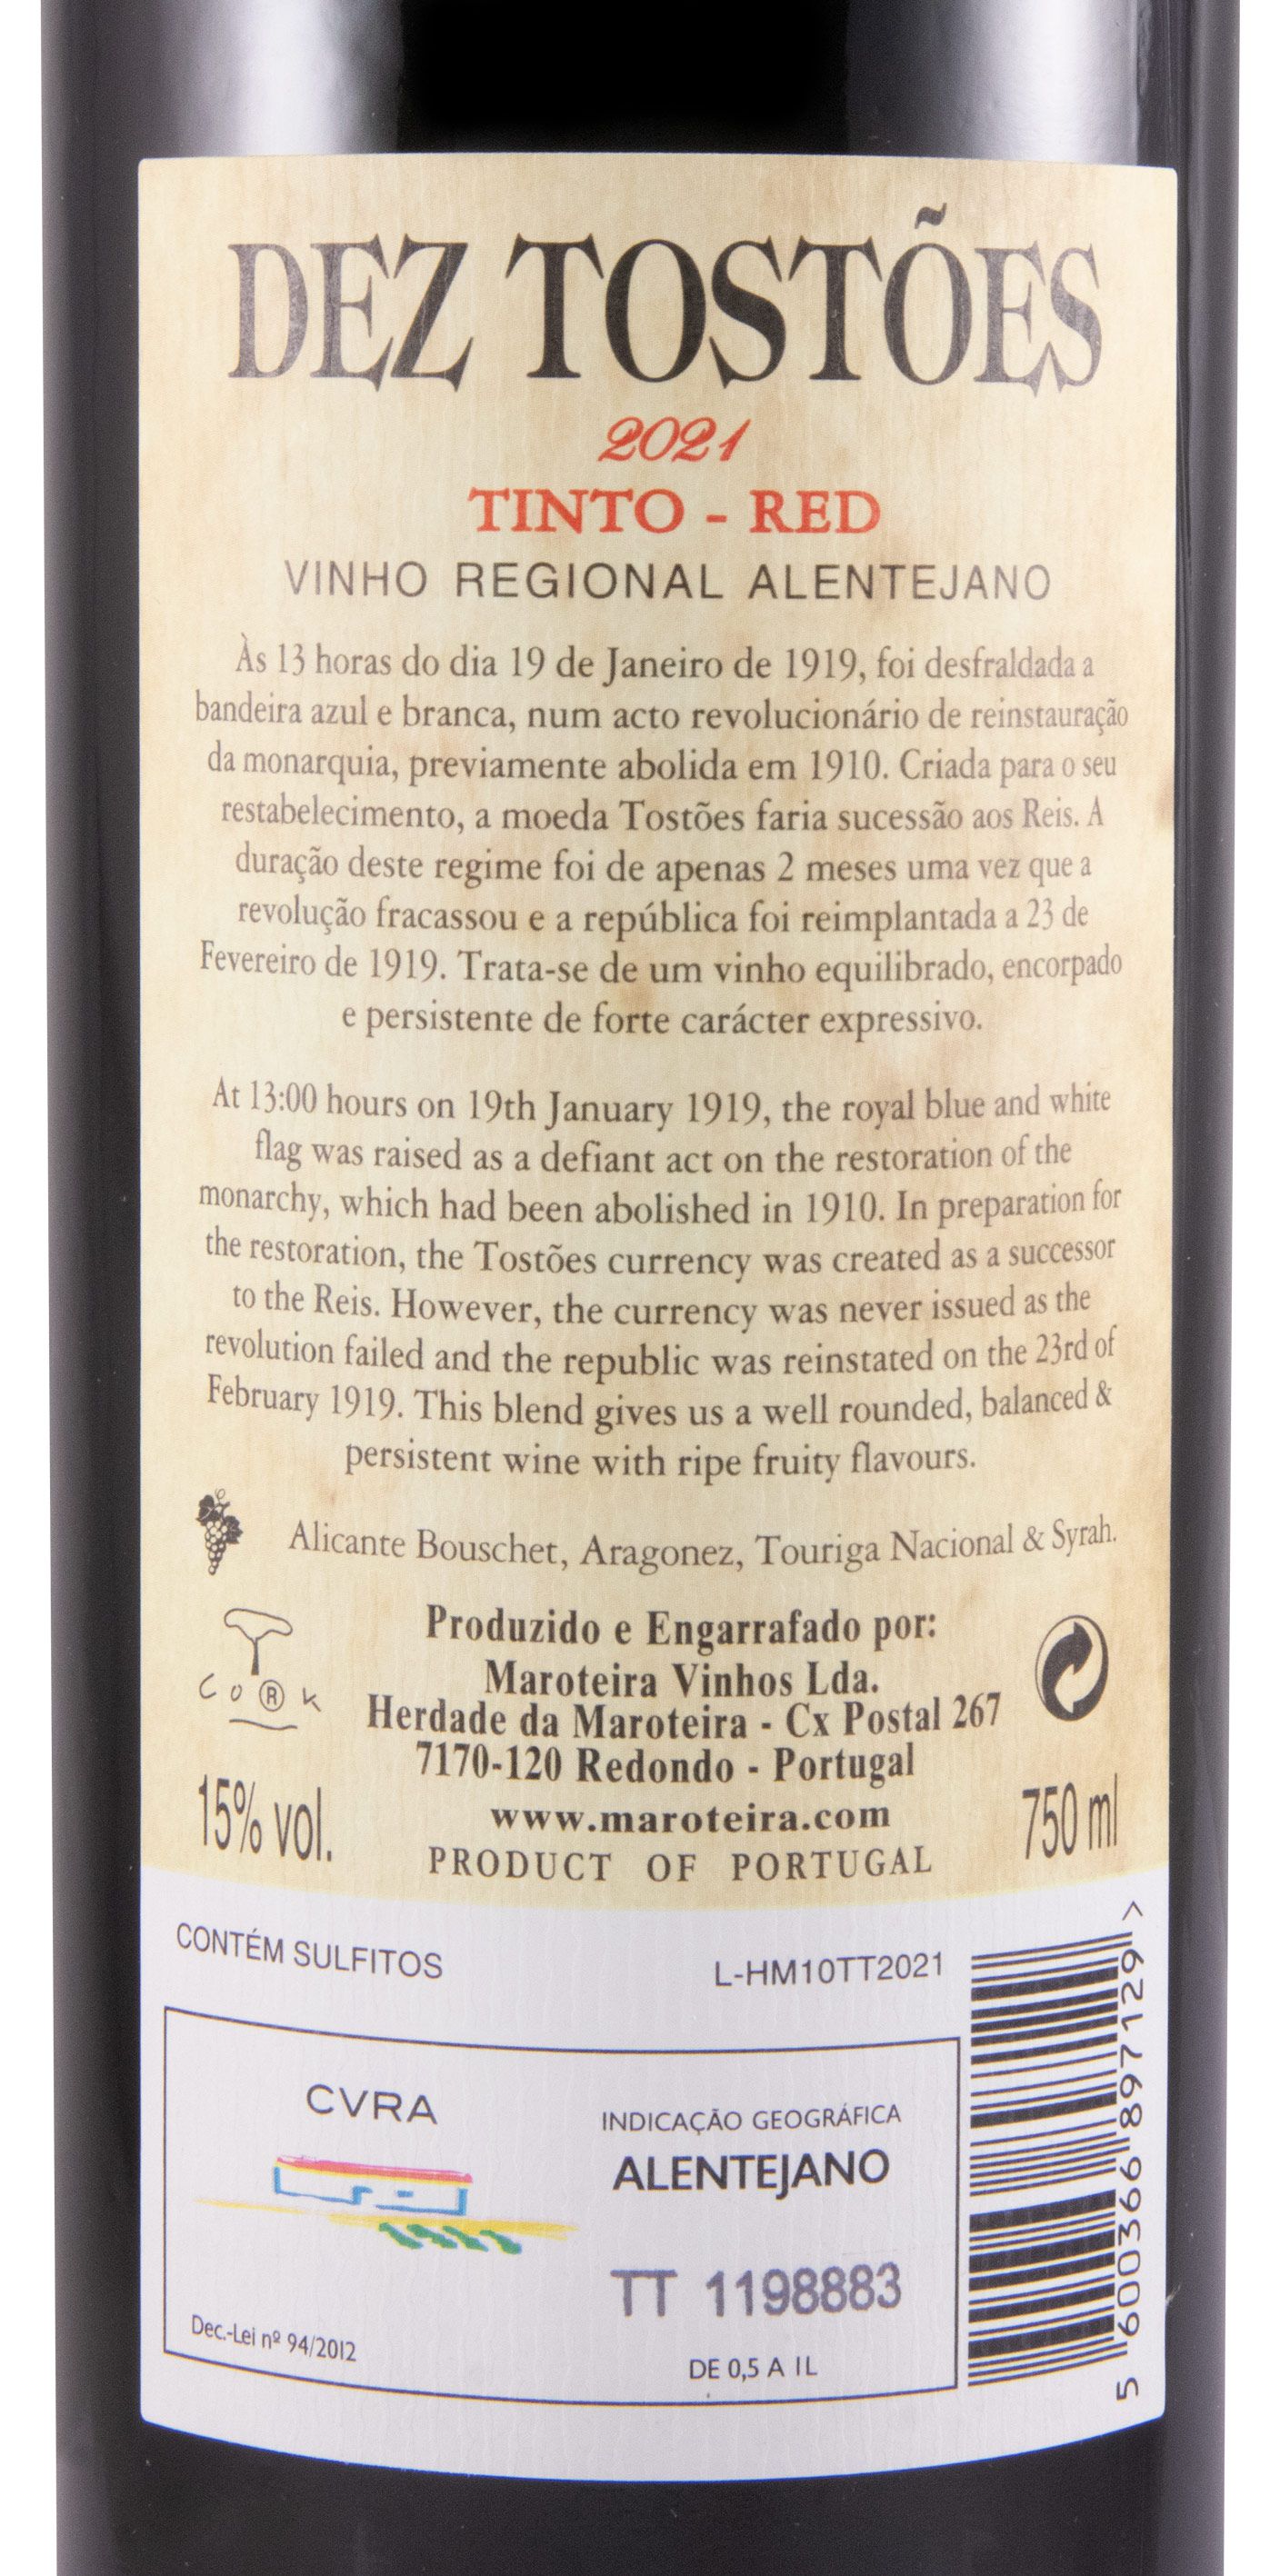 DEZ TOSTÕES
2021
TINTO - RED
VINHO REGIONAL ALENTEJANO
Às 13 horas do dia 19 de Janeiro de 1919, foi desfraldada a
bandeira azul e branca, num acto revolucionário de reinstauração
da monarquia, previamente abolida em 1910. Criada para o seu
restabelecimento, a moeda Tostões faria sucessão aos Reis. A
duração deste regime foi de apenas 2 meses uma vez que a
revolução fracassou e a república foi reimplantada a 23 de
Fevereiro de 1919. Trata-se de um vinho equilibrado, encorpado
e persistente de forte carácter expressivo.
At 13:00 hours on 19th January 1919, the royal blue and white
flag was raised as a defiant act on the restoration of the
monarchy, which had been abolished in 1910. In preparation for
the restoration, the Tostões currency was created as a successor
to the Reis. However, the currency was never issued as the
revolution failed and the republic was reinstated on the 23rd of
February 1919. This blend gives us a well rounded, balanced &
persistent wine with ripe fruity flavours.
Alicante Bouschet, Aragonez, Touriga Nacional & Syrah.
CO®K
Produzido e Engarrafado por:
Maroteira Vinhos Lda.
Herdade da Maroteira - Cx Postal 267
7170-120 Redondo - Portugal
www.maroteira.com
PRODUCT OF PORTUGAL
15% vol.
750 ml
CONTÉM SULFITOS
L-HM10TT2021
CVRA
INDICAÇÃO GEOGRÁFICA
ALENTEJANO
TT 1198883
Dec.-Lei nº 94/2012
DE 0,5 A 1L
5 600366 897129 >